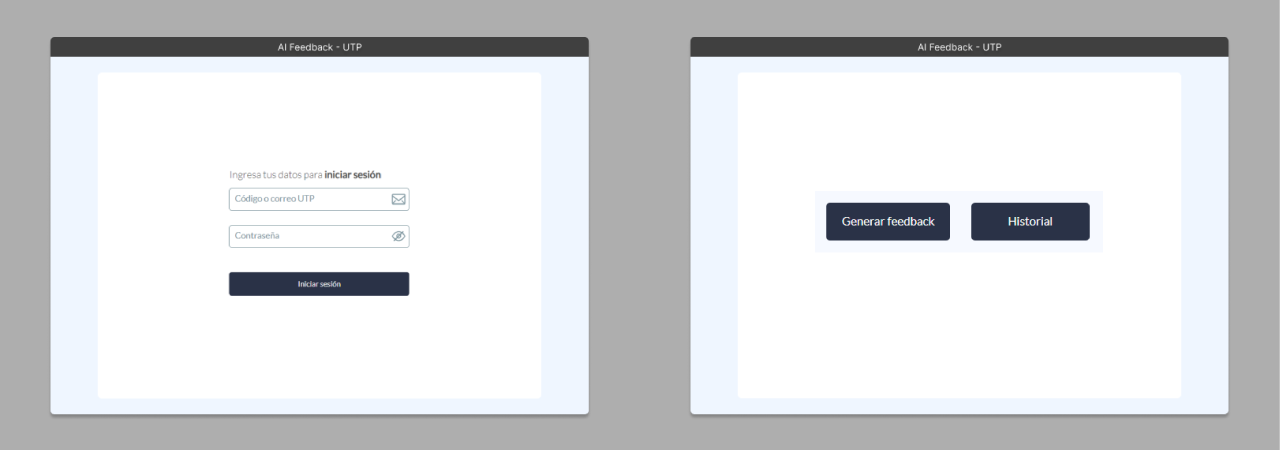 AI Feedback - UTP
Ingresa tus datos para iniciar sesión
Código o correo UTP
Contraseña
Iniciar sesión
AI Feedback - UTP
Generar feedback
Historial